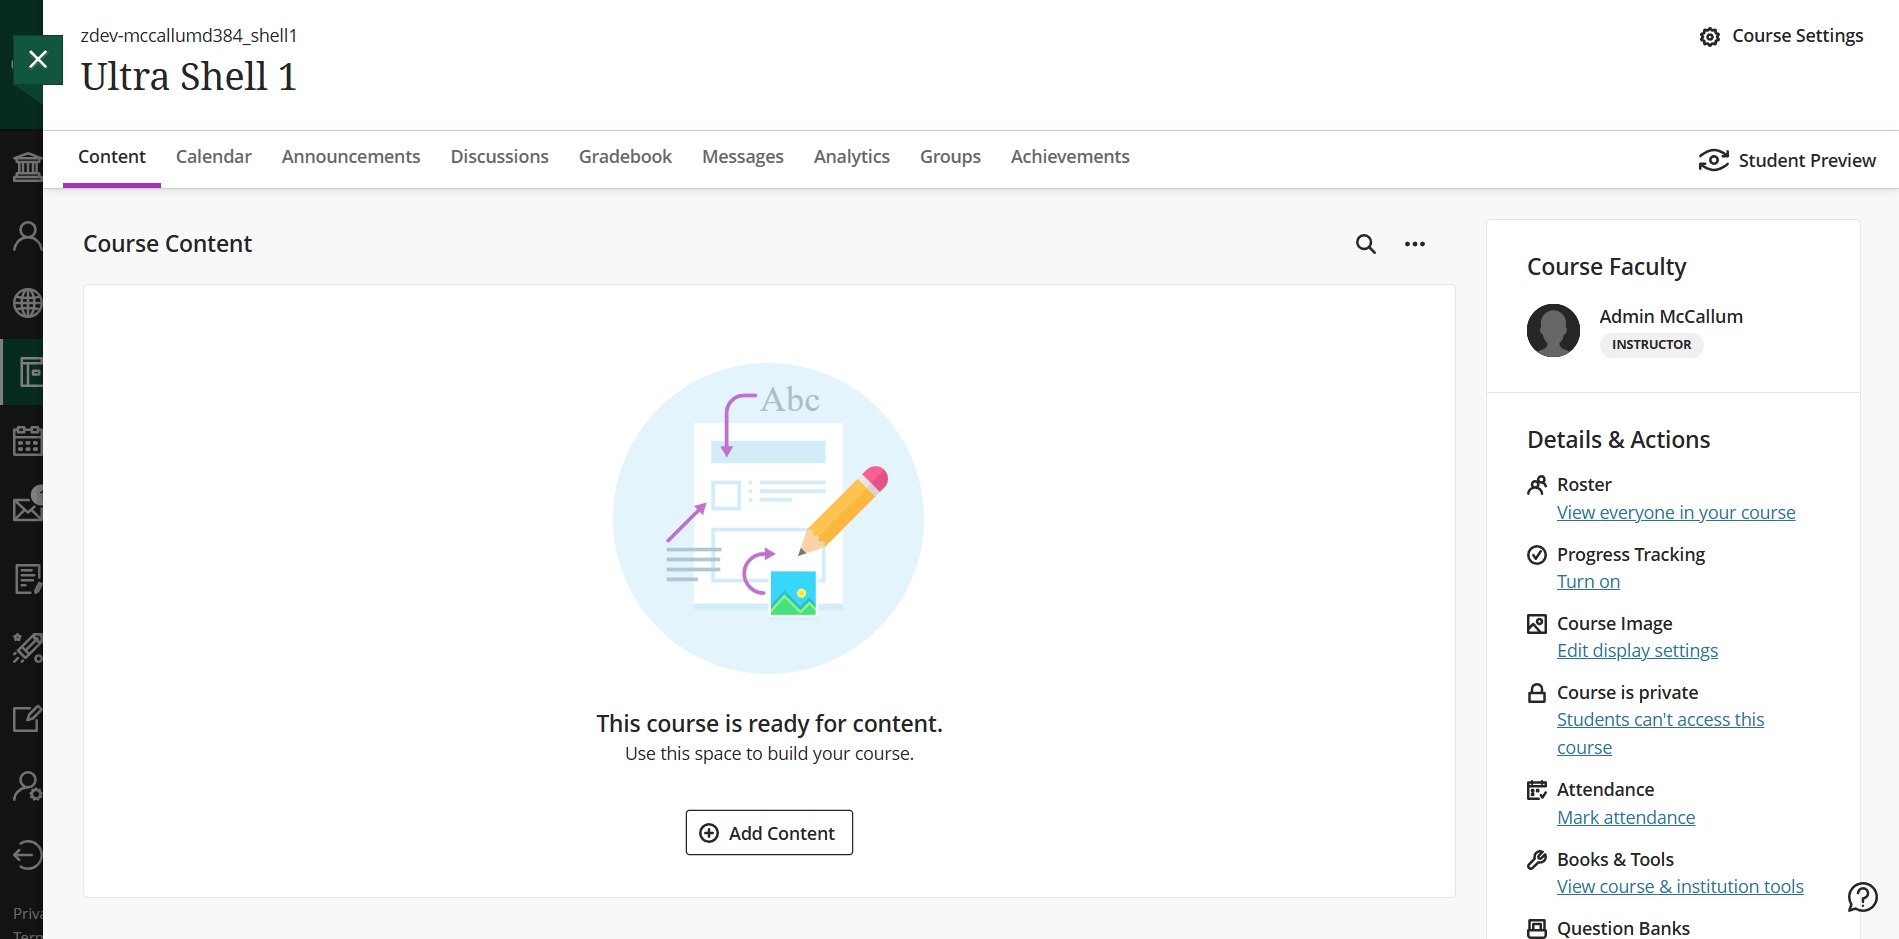 zdev-mccallumd384_shell1
Ultra Shell 1
Course Settings
Content Calendar Announcements Discussions Gradebook Messages Analytics Groups Achievements
Student Preview
Course Content
Abc
This course is ready for content.
Use this space to build your course.
Add Content
Course Faculty
Admin McCallum
INSTRUCTOR
Details & Actions
Roster
View everyone in your course
Progress Tracking
Turn on
Course Image
Edit display settings
Course is private
Students can't access this
course
Attendance
Mark attendance
Books & Tools
View course & institution tools
Question Banks